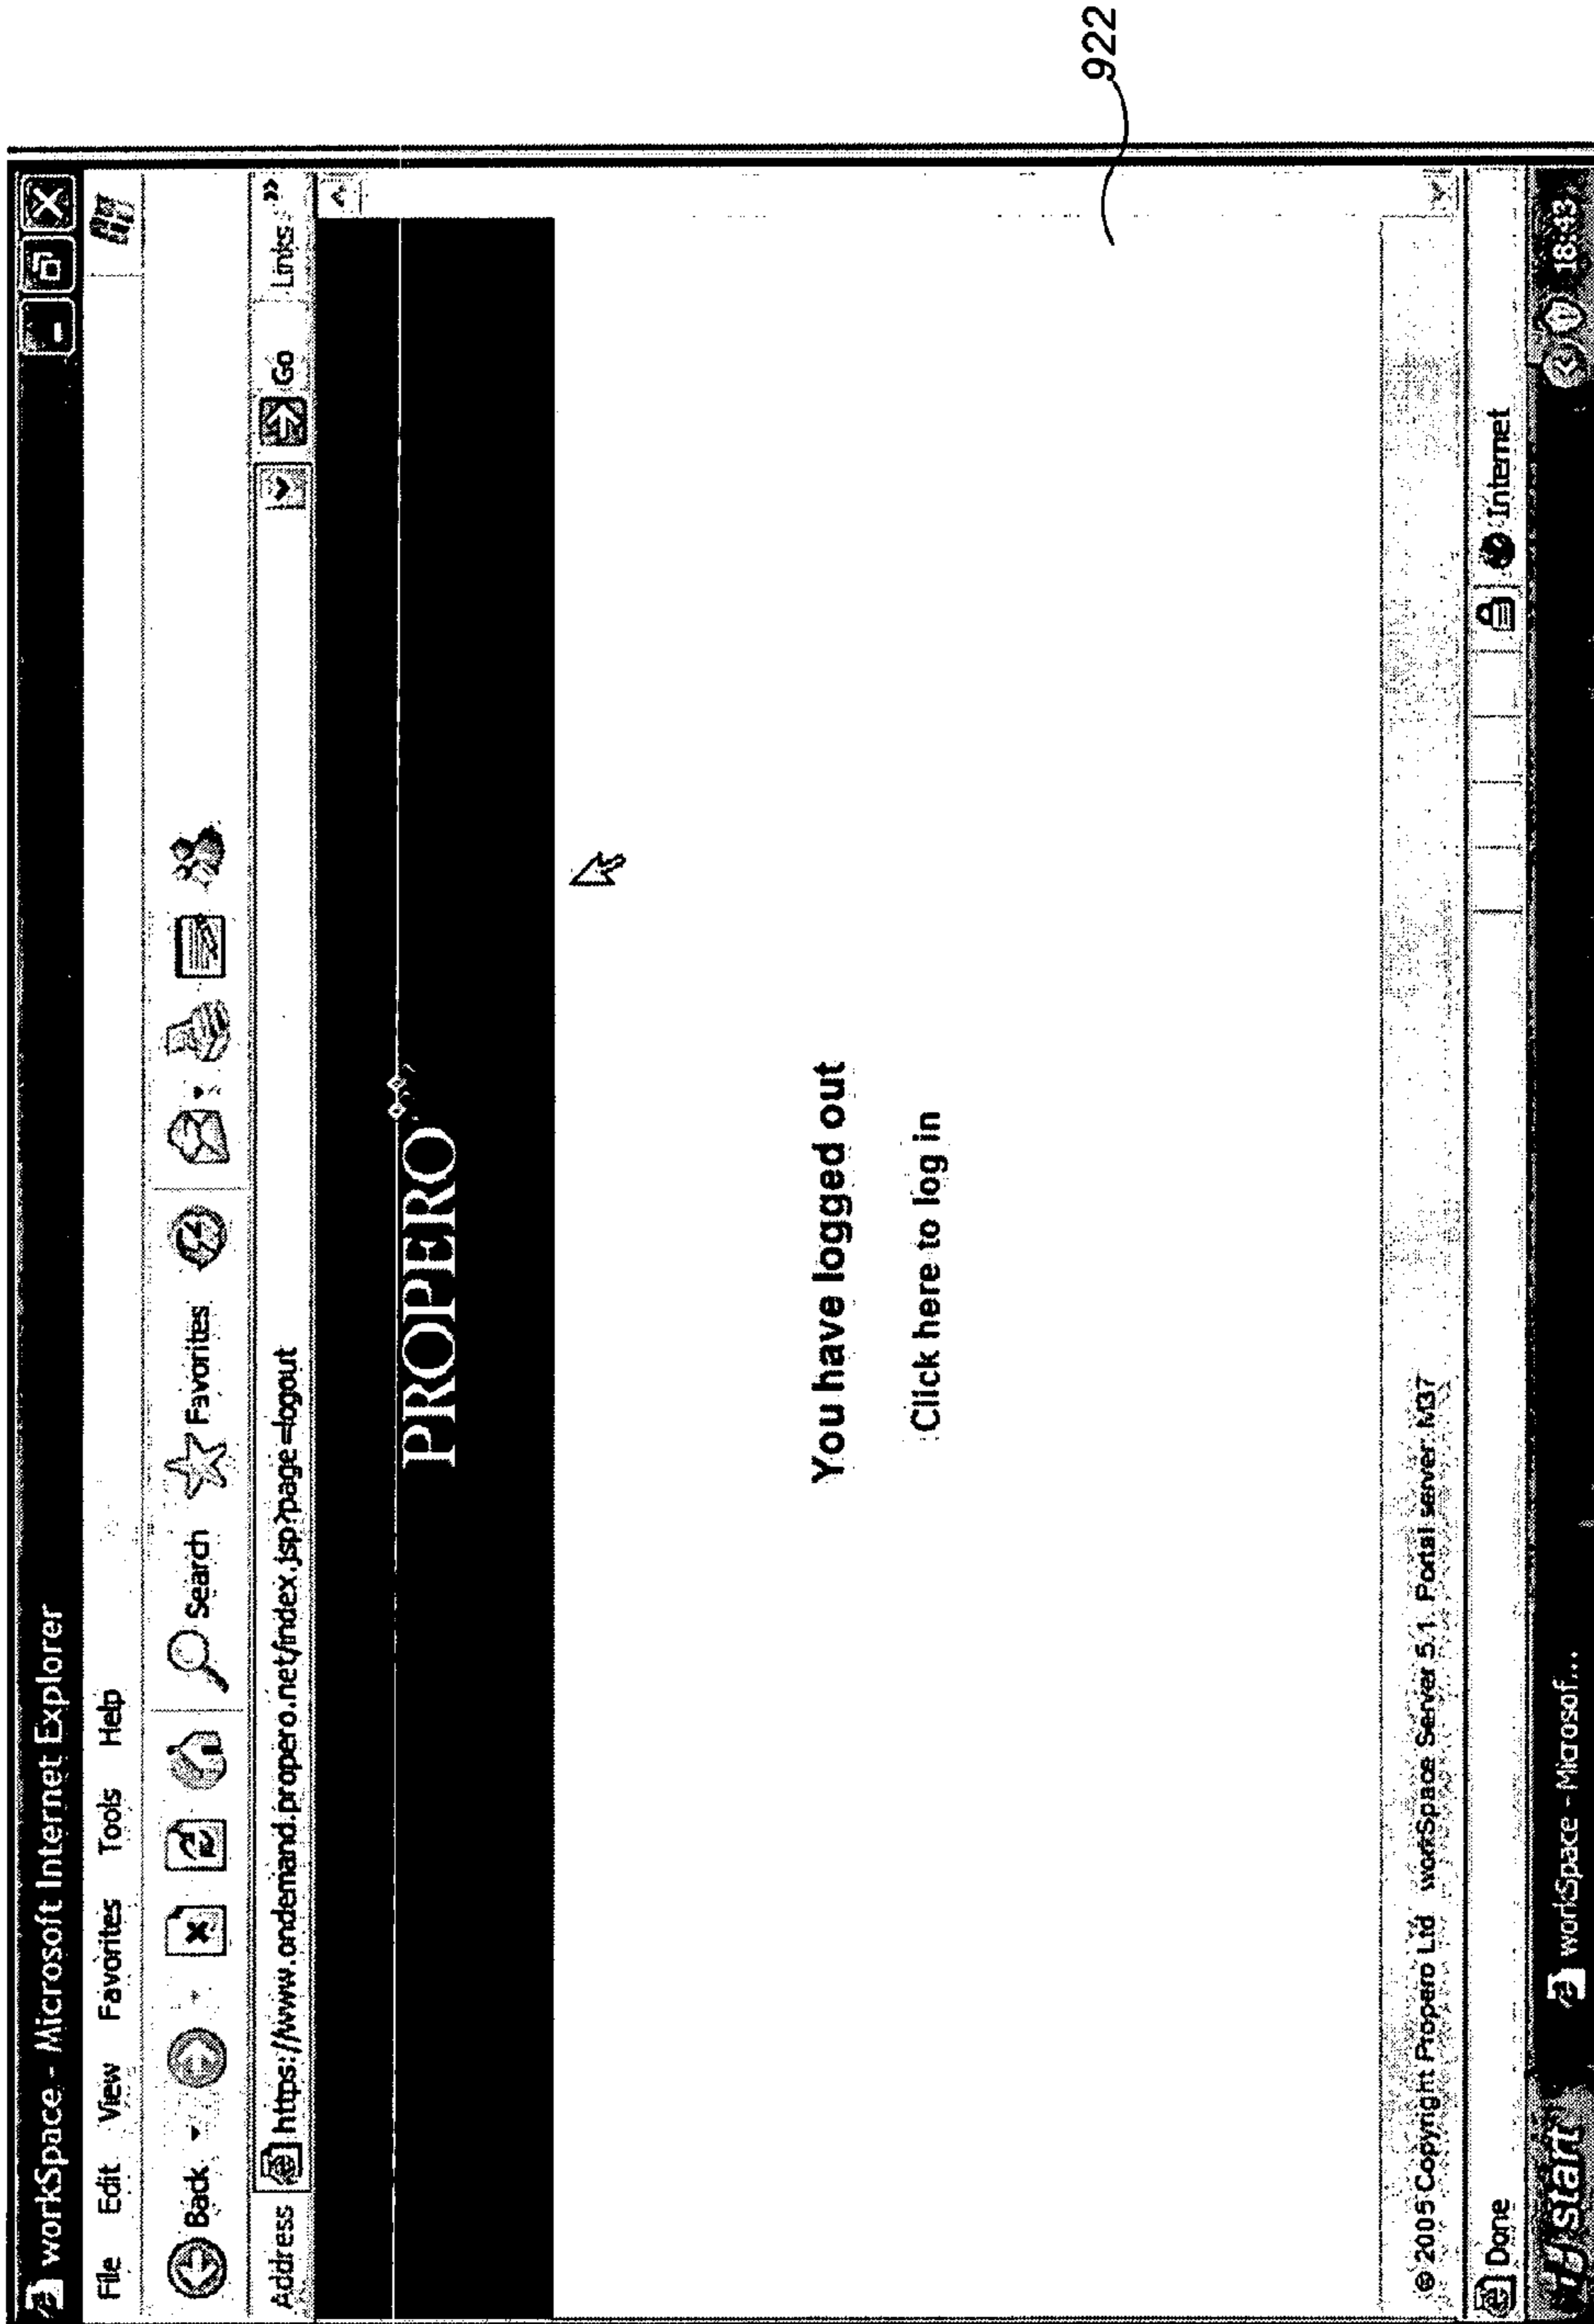 workSpace - Microsoft Internet Explorer
File Edit View Favorites Tools Help
Back Search Favorites
Address https://www.ondemand.propero.net/index.jsp?page=logout Go Links »
PROPERO
You have logged out
Click here to log in
922
© 2005 Copyright Propero Ltd workSpace Server 5.1. Portal server: M37
Done Internet
start workSpace - Microsof... 18:43